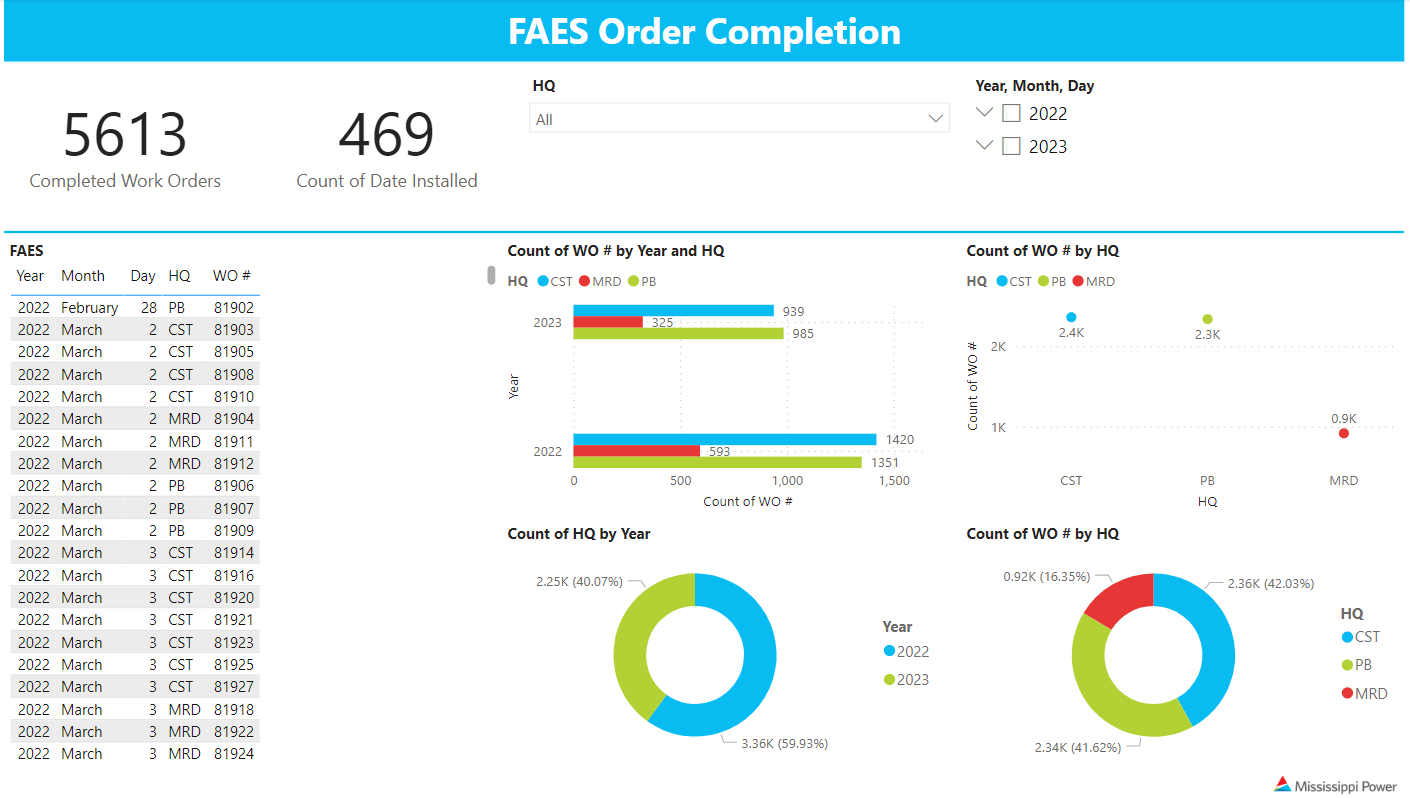 FAES Order Completion
5613
Completed Work Orders
469
Count of Date Installed
HQ
All
Year, Month, Day
2022
2023
FAES
Year Month Day HQ WO #
2022 February 28 PB 81902
2022 March 2 CST 81903
2022 March 2 CST 81905
2022 March 2 CST 81908
2022 March 2 CST 81910
2022 March 2 MRD 81904
2022 March 2 MRD 81911
2022 March 2 MRD 81912
2022 March 2 PB 81906
2022 March 2 PB 81907
2022 March 2 PB 81909
2022 March 3 CST 81914
2022 March 3 CST 81916
2022 March 3 CST 81920
2022 March 3 CST 81921
2022 March 3 CST 81923
2022 March 3 CST 81925
2022 March 3 CST 81927
2022 March 3 MRD 81918
2022 March 3 MRD 81922
2022 March 3 MRD 81924
Count of WO # by Year and HQ
HQ CST MRD PB
Year
2023
939
325
985
2022
1420
593
1351
0 500 1,000 1,500
Count of WO #
Count of WO # by HQ
HQ CST PB MRD
Count of WO #
2K
1K
2.4K
2.3K
0.9K
CST PB MRD
HQ
Count of HQ by Year
2.25K (40.07%)
3.36K (59.93%)
Year
2022
2023
Count of WO # by HQ
0.92K (16.35%)
2.36K (42.03%)
2.34K (41.62%)
HQ
CST
PB
MRD
Mississippi Power